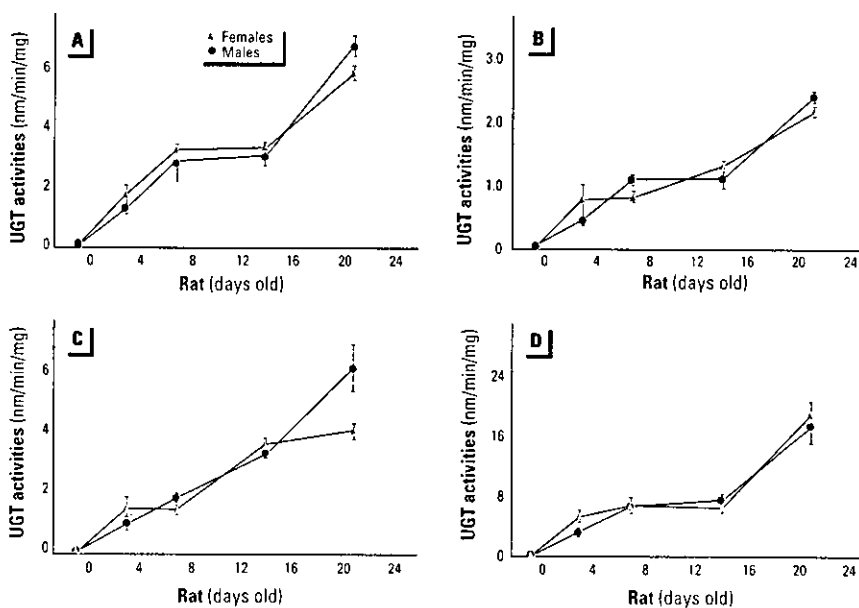 A
Females
Males
UGT activities (nm/min/mg)
6
4
2
0
0 4 8 12 16 20 24
Rat (days old)
B
UGT activities (nm/min/mg)
3.0
2.0
1.0
0
0 4 8 12 16 20 24
Rat (days old)
C
UGT activities (nm/min/mg)
6
4
2
0
0 4 8 12 16 20 24
Rat (days old)
D
UGT activities (nm/min/mg)
24
16
8
0
0 4 8 12 16 20 24
Rat (days old)